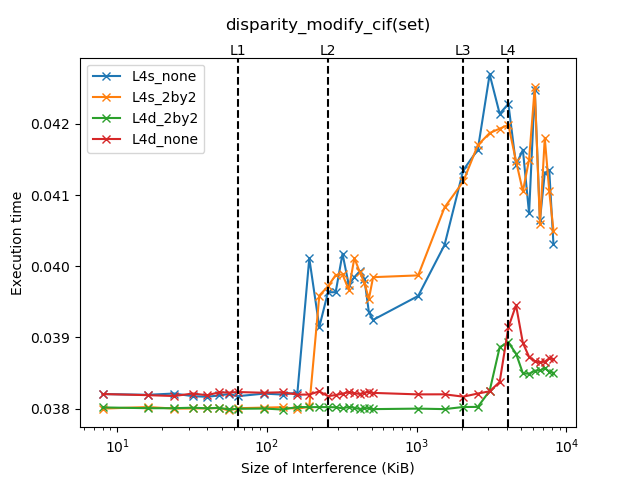 disparity_modify_cif(set)
L1 L2 L3 L4
L4s_none
L4s_2by2
L4d_2by2
L4d_none
0.042
0.041
0.040
0.039
0.038
Execution time
10¹ 10² 10³ 10⁴
Size of Interference (KiB)